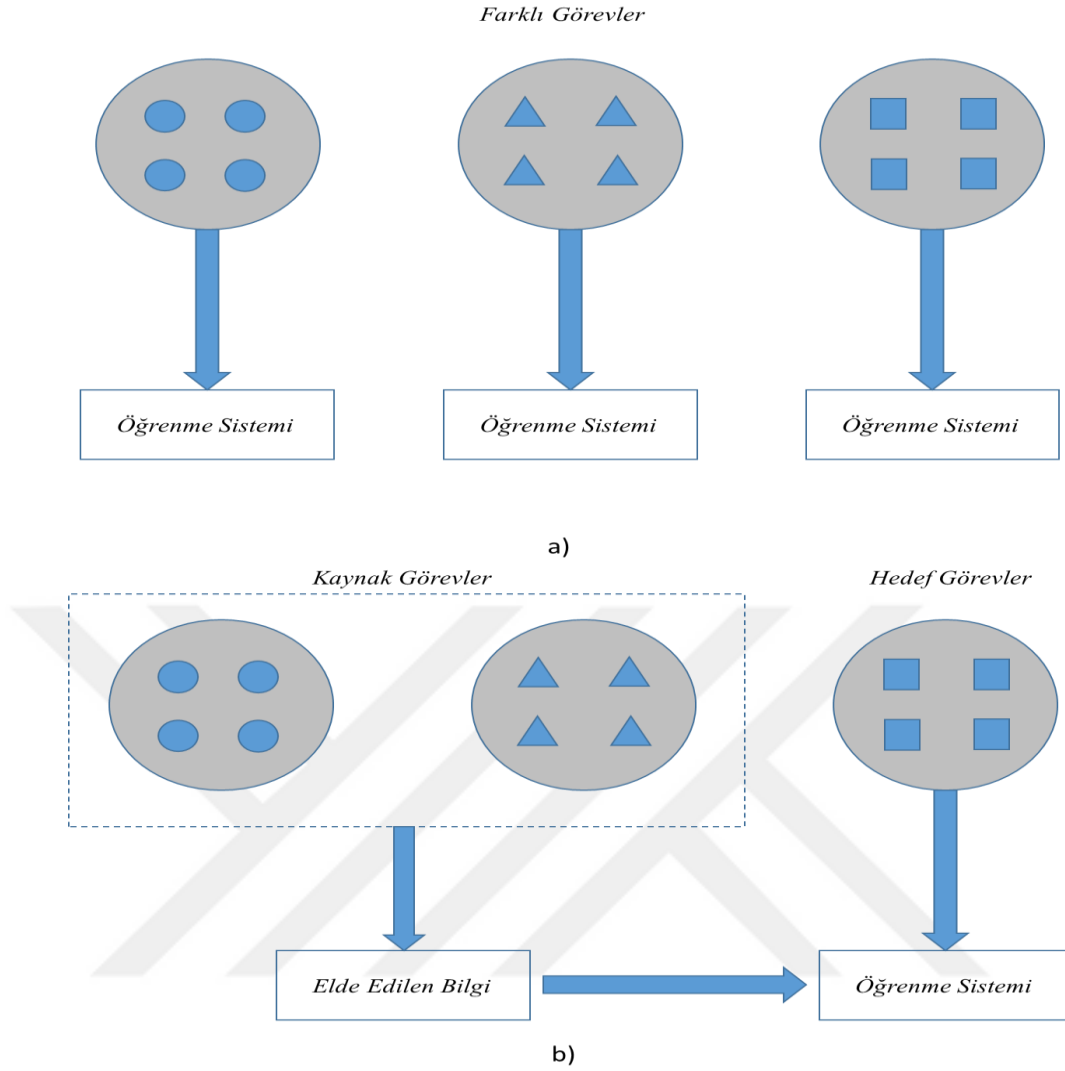 Farklı Görevler
Öğrenme Sistemi
Öğrenme Sistemi
Öğrenme Sistemi
a)
Kaynak Görevler
Hedef Görevler
Elde Edilen Bilgi
Öğrenme Sistemi
b)